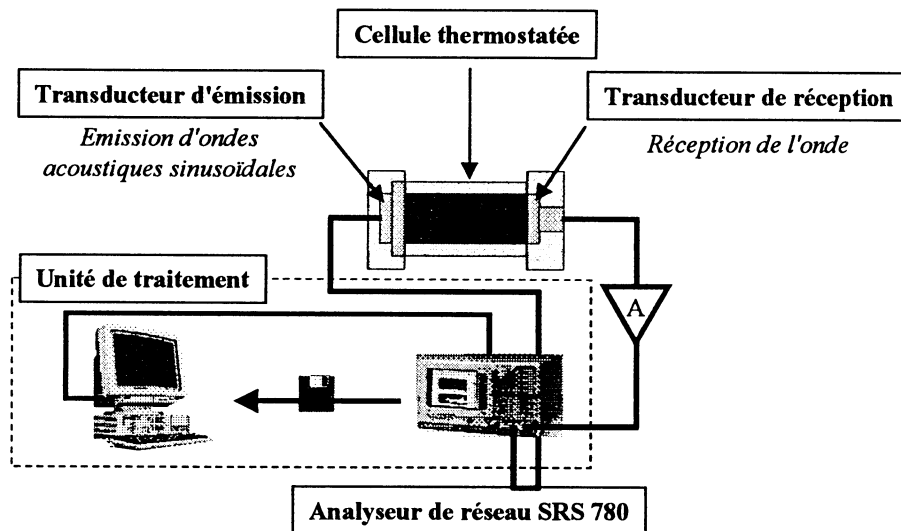 Cellule thermostatée
Transducteur d'émission
Emission d'ondes
acoustiques sinusoïdales
Transducteur de réception
Réception de l'onde
Unité de traitement
A
Analyseur de réseau SRS 780